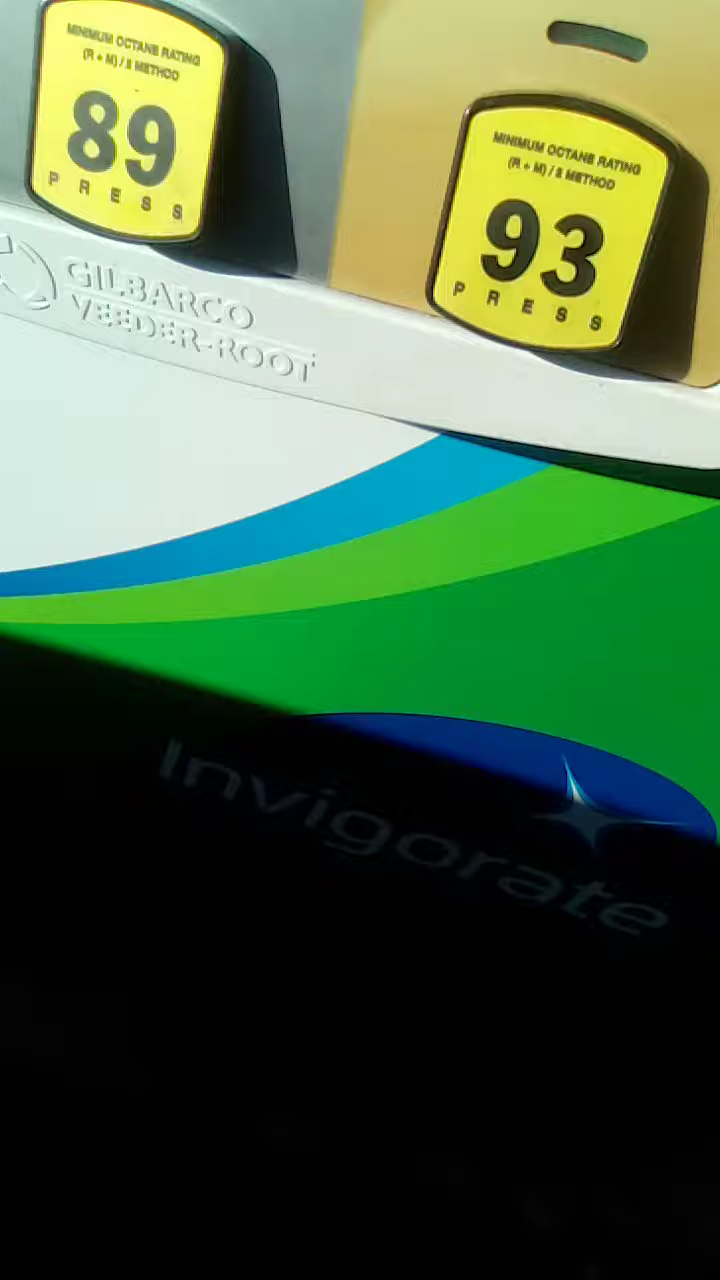 MINIMUM OCTANE RATING
(R + M) / 2 METHOD
89
PRESS
MINIMUM OCTANE RATING
(R + M) / 2 METHOD
93
PRESS
GILBARCO
VEEDER-ROOT
Invigorate